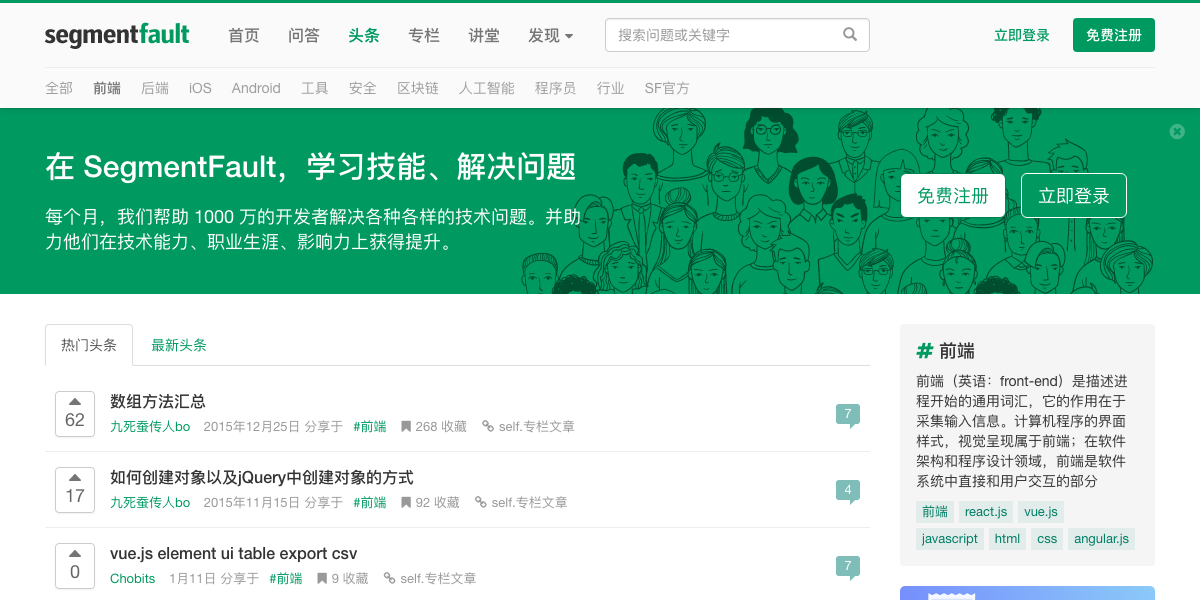 segmentfault 首页 问答 头条 专栏 讲堂 发现 搜索问题或关键字 立即登录 免费注册
全部 前端 后端 iOS Android 工具 安全 区块链 人工智能 程序员 行业 SF官方
在 SegmentFault，学习技能、解决问题
每个月，我们帮助 1000 万的开发者解决各种各样的技术问题。并助
力他们在技术能力、职业生涯、影响力上获得提升。
免费注册 立即登录
热门头条 最新头条
62
数组方法汇总
九死蚕传人bo 2015年12月25日 分享于 #前端 268 收藏 self.专栏文章
7
17
如何创建对象以及jQuery中创建对象的方式
九死蚕传人bo 2015年11月15日 分享于 #前端 92 收藏 self.专栏文章
4
0
vue.js element ui table export csv
Chobits 1月11日 分享于 #前端 9 收藏 self.专栏文章
7
# 前端
前端（英语：front-end）是描述进
程开始的通用词汇，它的作用在于
采集输入信息。计算机程序的界面
样式，视觉呈现属于前端；在软件
架构和程序设计领域，前端是软件
系统中直接和用户交互的部分
前端 react.js vue.js
javascript html css angular.js